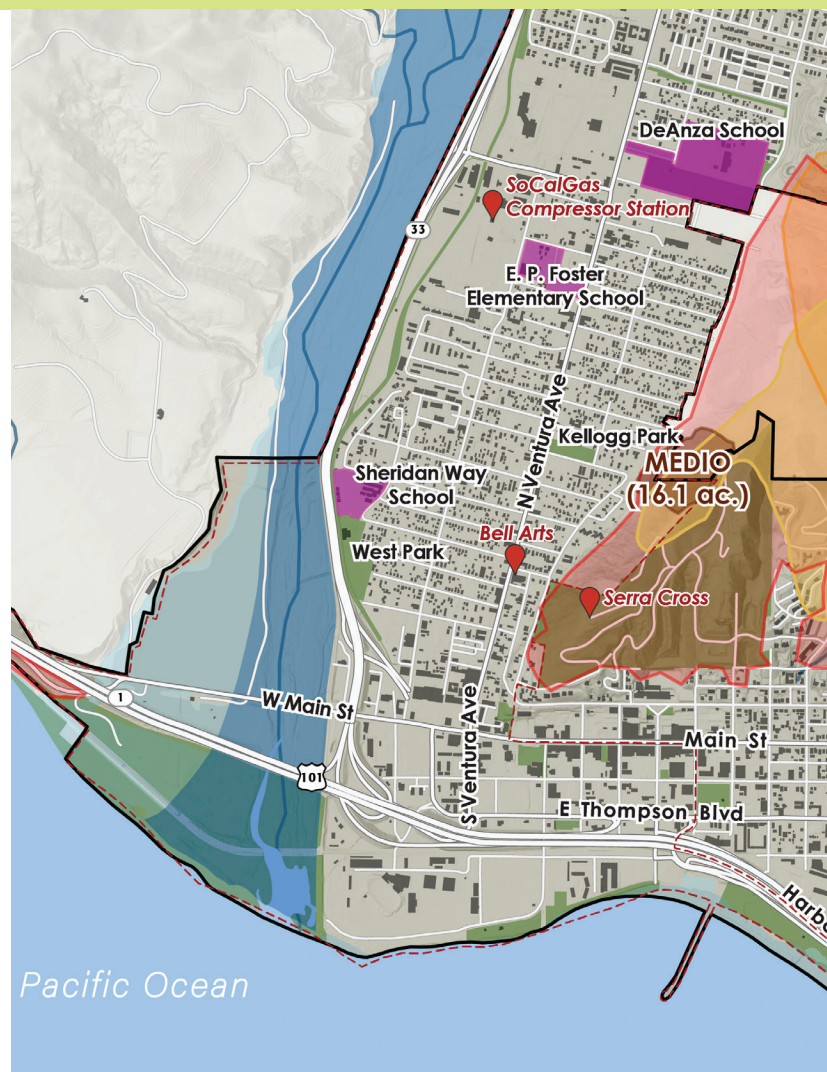 DeAnza School
SoCalGas
Compressor Station
33
E. P. Foster
Elementary School
N Ventura Ave
Kellogg Park
MEDIO
(16.1 ac.)
Sheridan Way
School
Bell Arts
West Park
Serra Cross
1
W Main St
S Ventura Ave
Main St
101
E Thompson Blvd
Harbo
Pacific Ocean